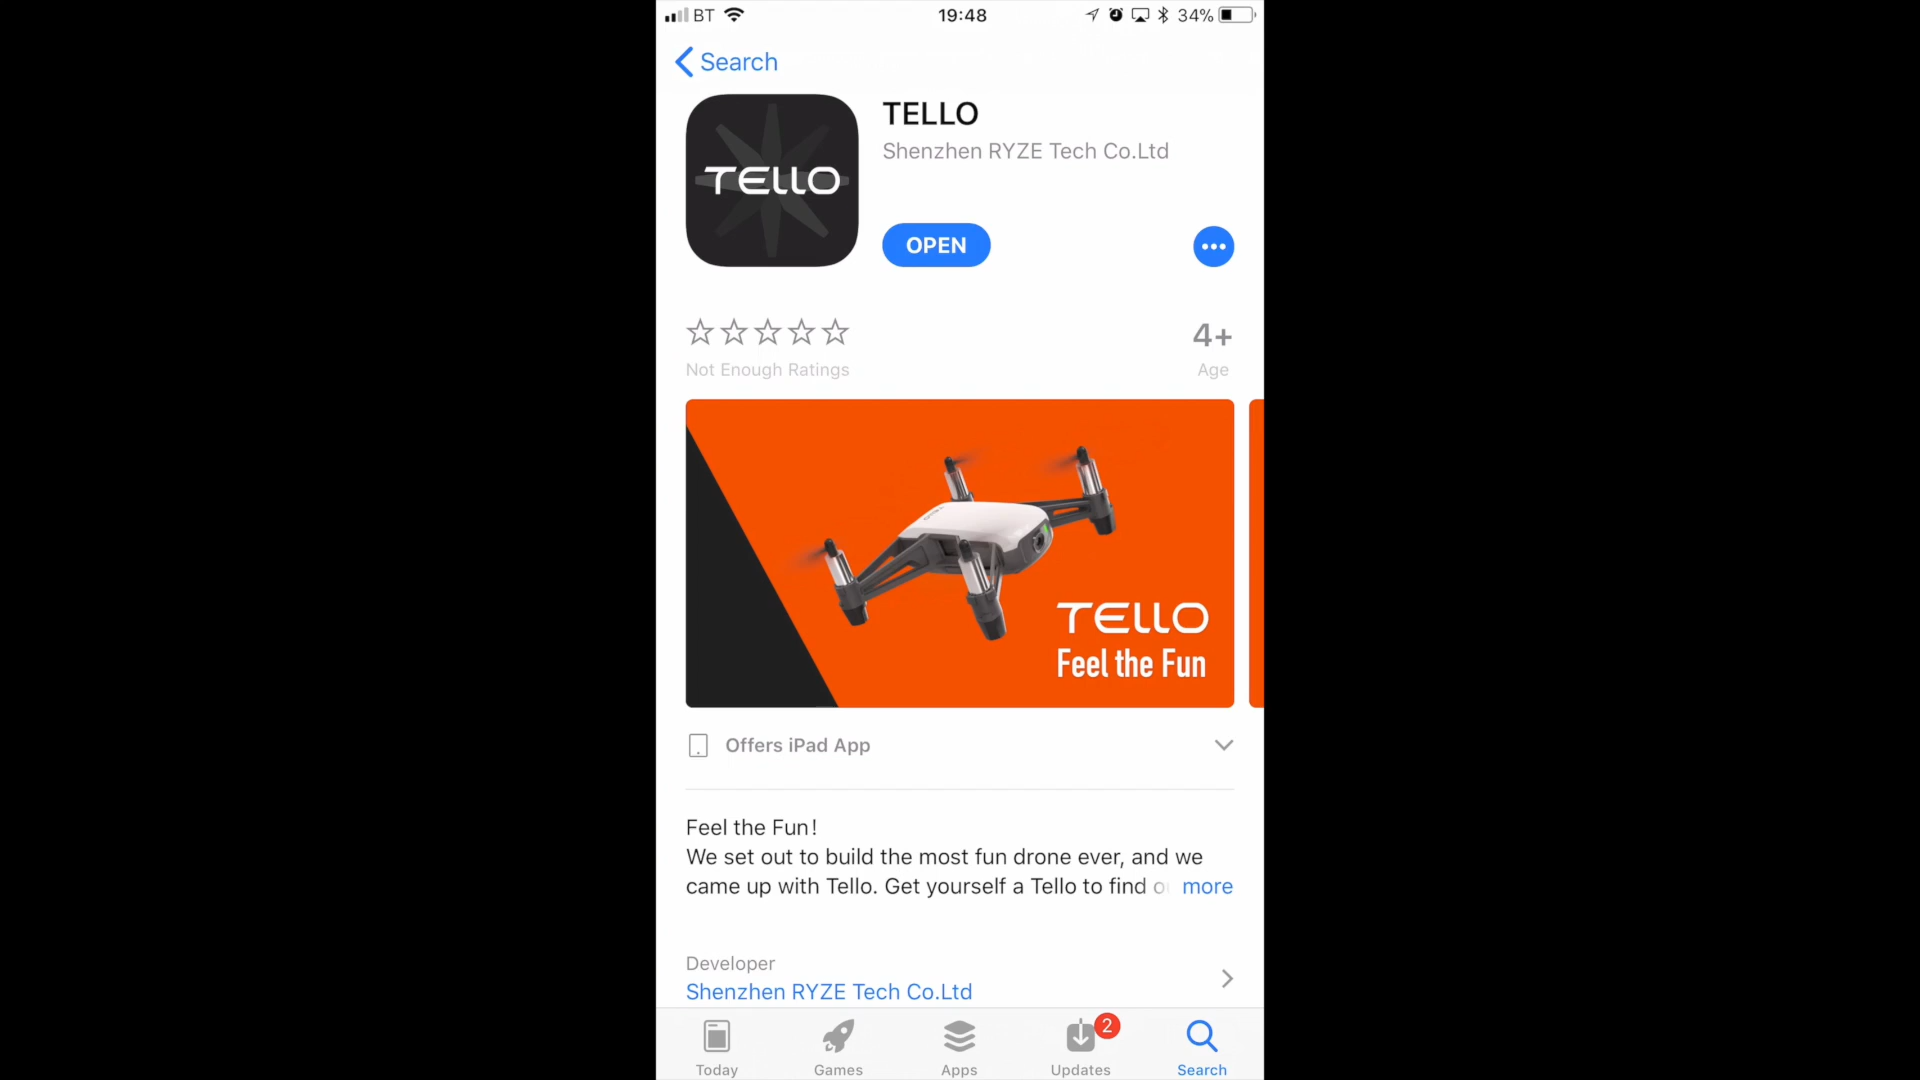 BT 19:48 34%
Search
TELLO
TELLO
Shenzhen RYZE Tech Co.Ltd
OPEN
4+
Not Enough Ratings
Age
TELLO
Feel the Fun
Offers iPad App
Feel the Fun!
We set out to build the most fun drone ever, and we
came up with Tello. Get yourself a Tello to find more
Developer
Shenzhen RYZE Tech Co.Ltd
2
Today Games Apps Updates Search